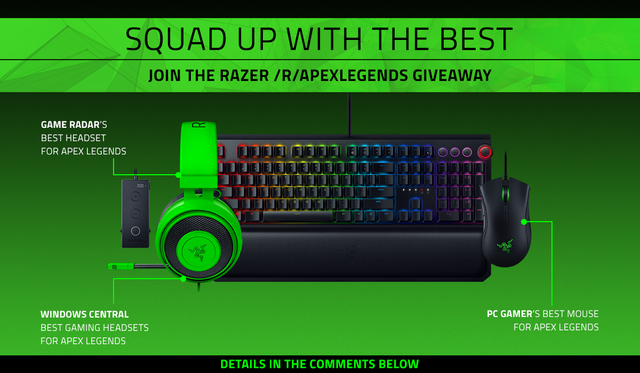 SQUAD UP WITH THE BEST
JOIN THE RAZER /R/APEXLEGENDS GIVEAWAY
GAME RADAR'S
BEST HEADSET
FOR APEX LEGENDS
WINDOWS CENTRAL
BEST GAMING HEADSETS
FOR APEX LEGENDS
PC GAMER'S BEST MOUSE
FOR APEX LEGENDS
DETAILS IN THE COMMENTS BELOW